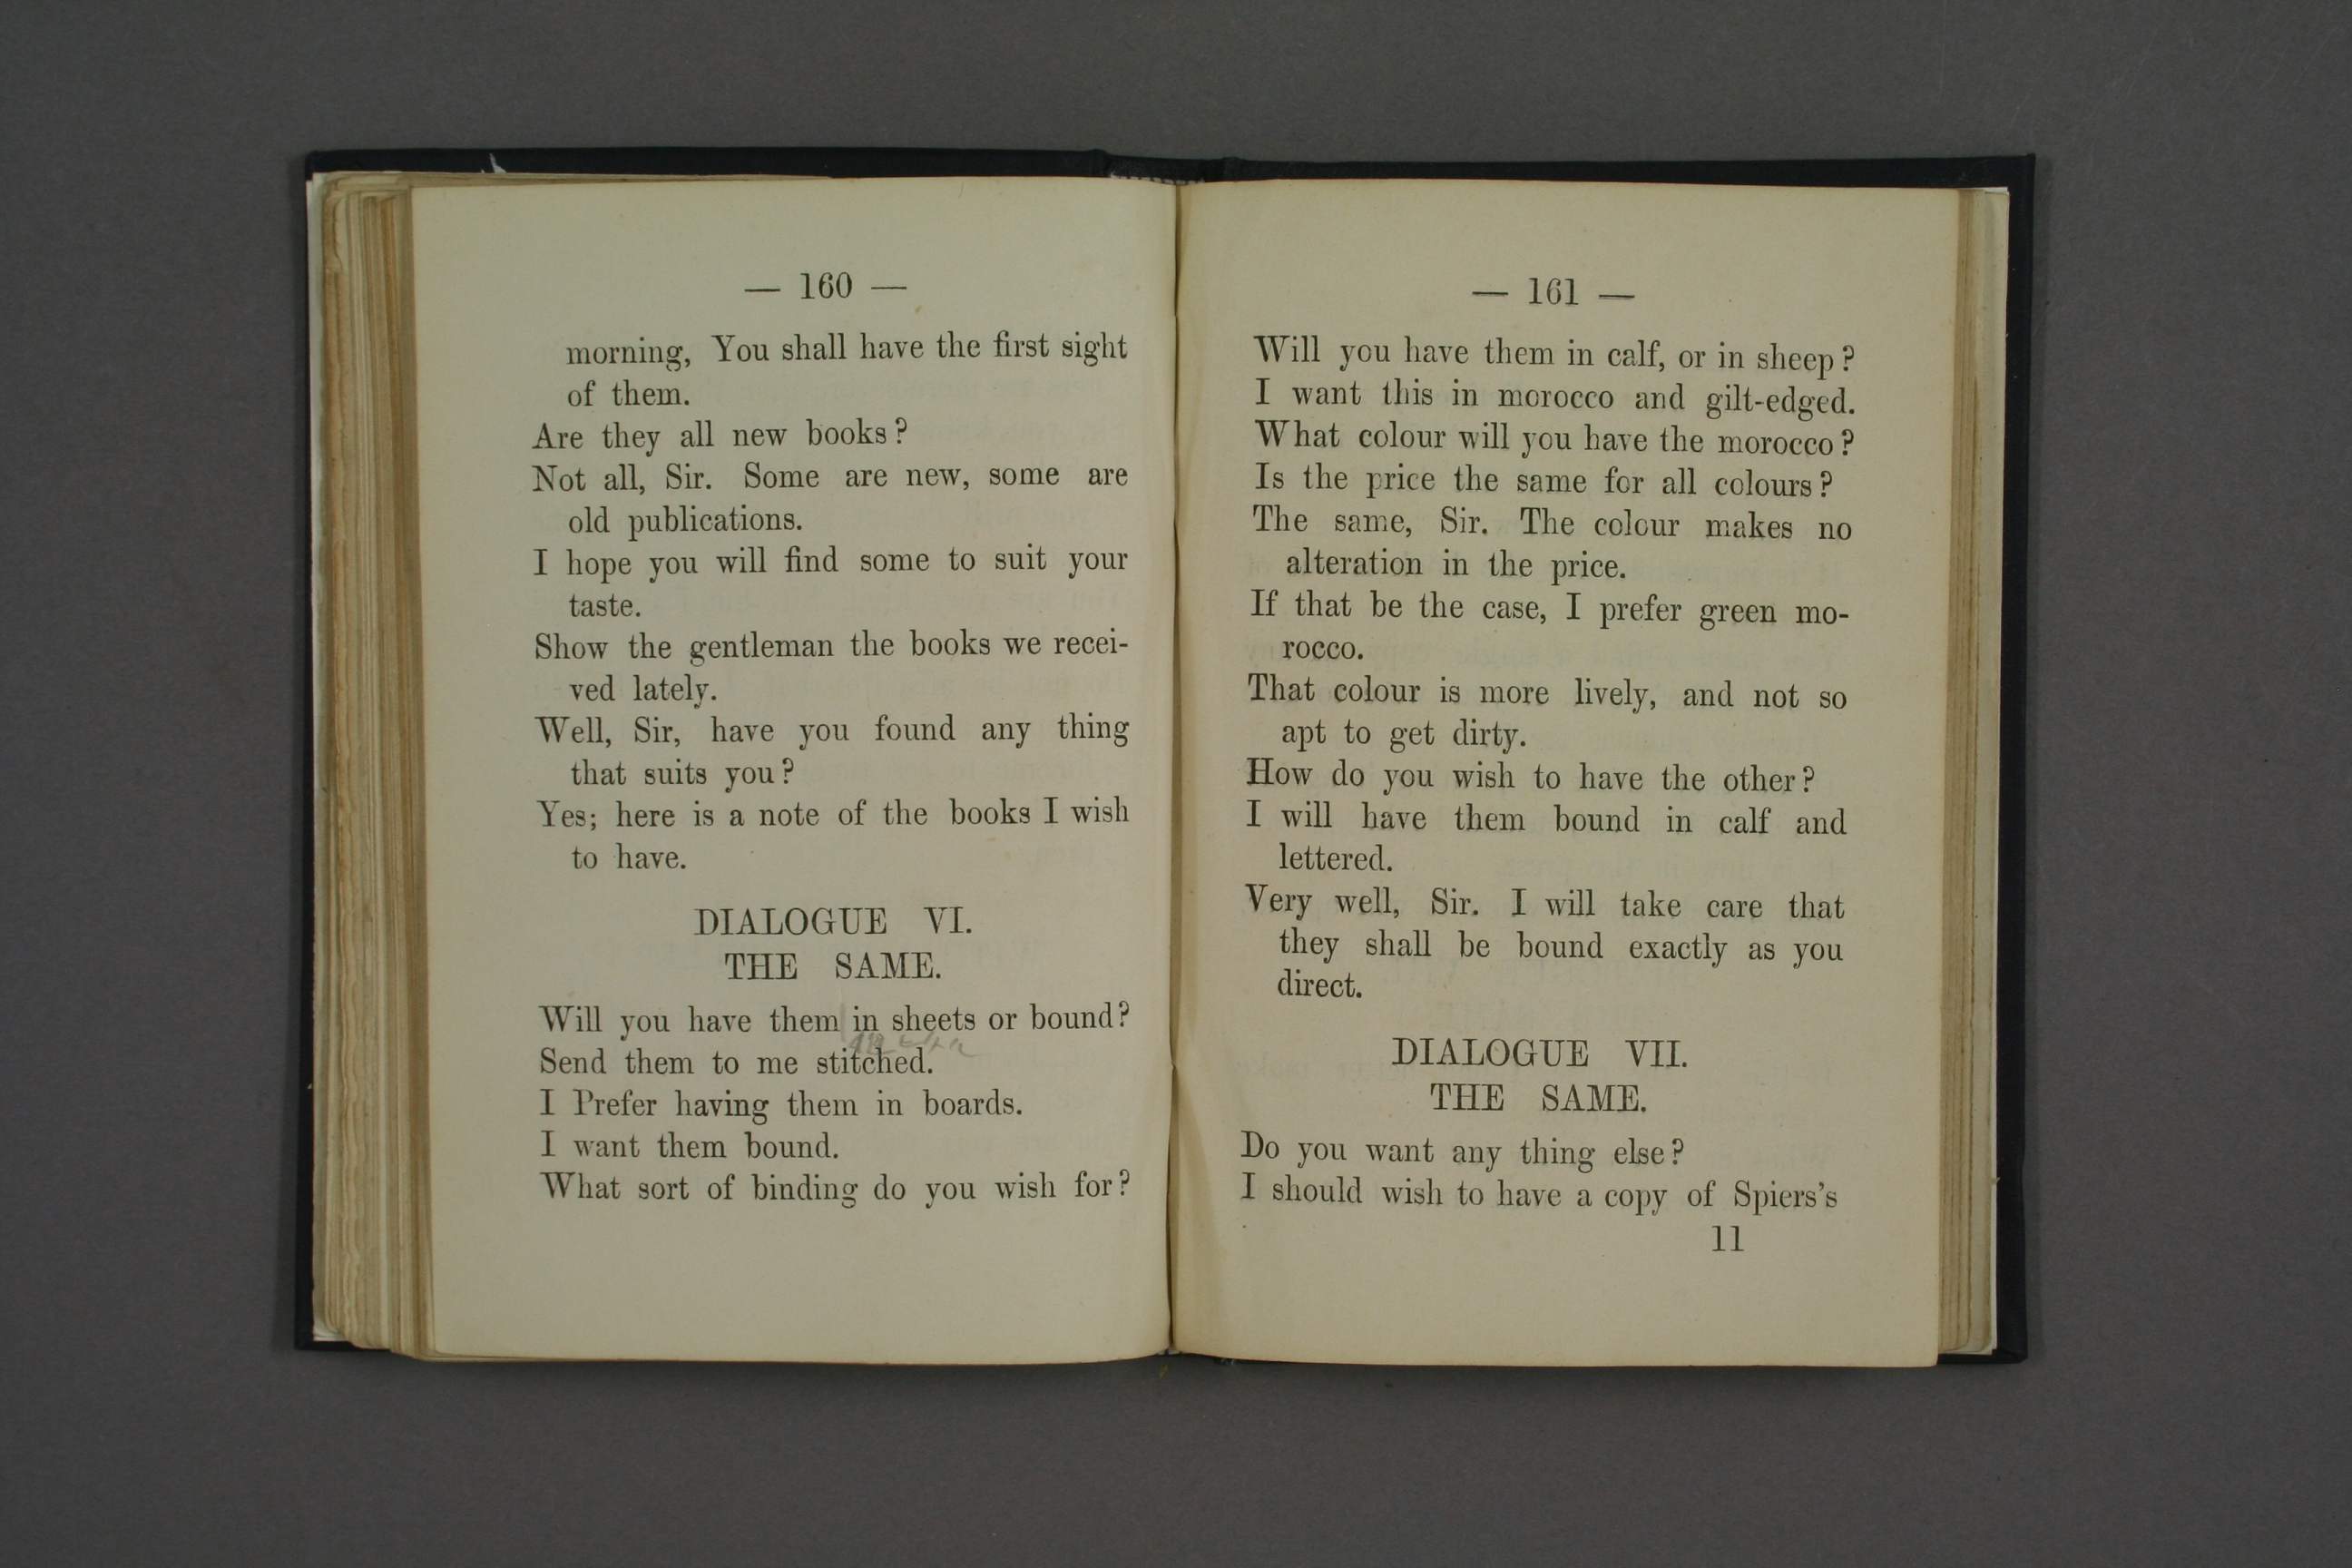 — 160 —
morning, You shall have the first sight
of them.
Are they all new books?
Not all, Sir. Some are new, some are
old publications.
I hope you will find some to suit your
taste.
Show the gentleman the books we recei-
ved lately.
Well, Sir, have you found any thing
that suits you?
Yes; here is a note of the books I wish
to have.
DIALOGUE VI.
THE SAME.
Will you have them in sheets or bound?
Send them to me stitched.
I Prefer having them in boards.
I want them bound.
What sort of binding do you wish for?
— 161 —
Will you have them in calf, or in sheep?
I want this in morocco and gilt-edged.
What colour will you have the morocco?
Is the price the same for all colours?
The same, Sir. The colour makes no
alteration in the price.
If that be the case, I prefer green mo-
rocco.
That colour is more lively, and not so
apt to get dirty.
How do you wish to have the other?
I will have them bound in calf and
lettered.
Very well, Sir. I will take care that
they shall be bound exactly as you
direct.
DIALOGUE VII.
THE SAME.
Do you want any thing else?
I should wish to have a copy of Spiers's
11